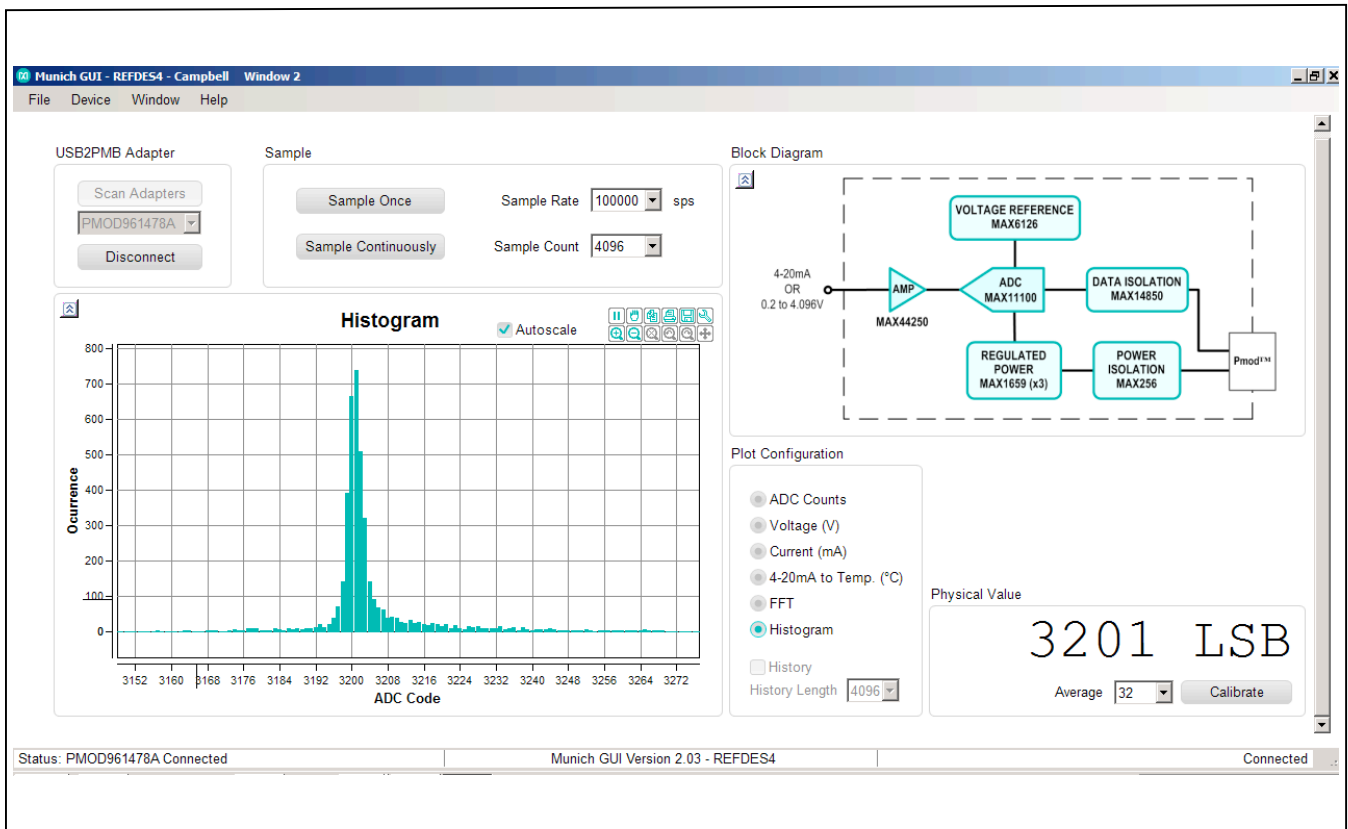 Munich GUI - REFDES4 - Campbell Window 2
File Device Window Help
USB2PMB Adapter
Scan Adapters
PMOD961478A
Disconnect
Sample
Sample Once
Sample Rate 100000 sps
Sample Continuously
Sample Count 4096
Histogram
Autoscale
Ocurrence
800
700
600
500
400
300
200
100
0
3152 3160 3168 3176 3184 3192 3200 3208 3216 3224 3232 3240 3248 3256 3264 3272
ADC Code
Block Diagram
VOLTAGE REFERENCE
MAX6126
4-20mA
OR
0.2 to 4.096V
AMP
MAX44250
ADC
MAX11100
DATA ISOLATION
MAX14850
REGULATED
POWER
MAX1659 (x3)
POWER
ISOLATION
MAX256
Pmod™
Plot Configuration
ADC Counts
Voltage (V)
Current (mA)
4-20mA to Temp. (°C)
FFT
Histogram
History
History Length 4096
Physical Value
3201 LSB
Average 32 Calibrate
Status: PMOD961478A Connected
Munich GUI Version 2.03 - REFDES4
Connected